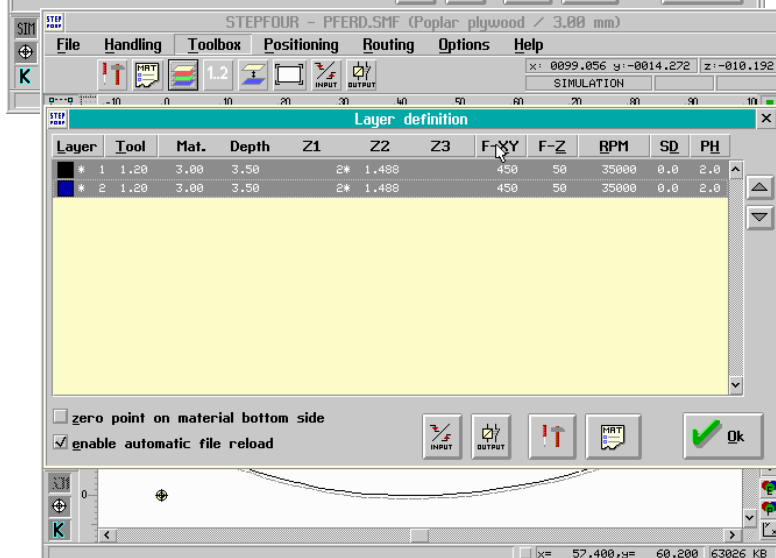 SIM
STEP FOUR
STEPFOUR - PFERD.SMF (Poplar plywood / 3.00 mm)
File Handling Toolbox Positioning Routing Options Help
K
MAT
1..2
INPUT
OUTPUT
x: 0099.056 y:-0014.272 z:-010.192
SIMULATION
-10 0 10 20 30 40 50 60 70 80 90 10
STEP FOUR
Layer definition
Layer Tool Mat. Depth Z1 Z2 Z3 F-XY F-Z RPM SD PH
* 1 1.20 3.00 3.50 2* 1.488 450 50 35000 0.0 2.0
* 2 1.20 3.00 3.50 2* 1.488 450 50 35000 0.0 2.0
zero point on material bottom side
enable automatic file reload
INPUT
OUTPUT
MAT
Ok
0
K
x= 57.400,y= 60.200 63026 KB